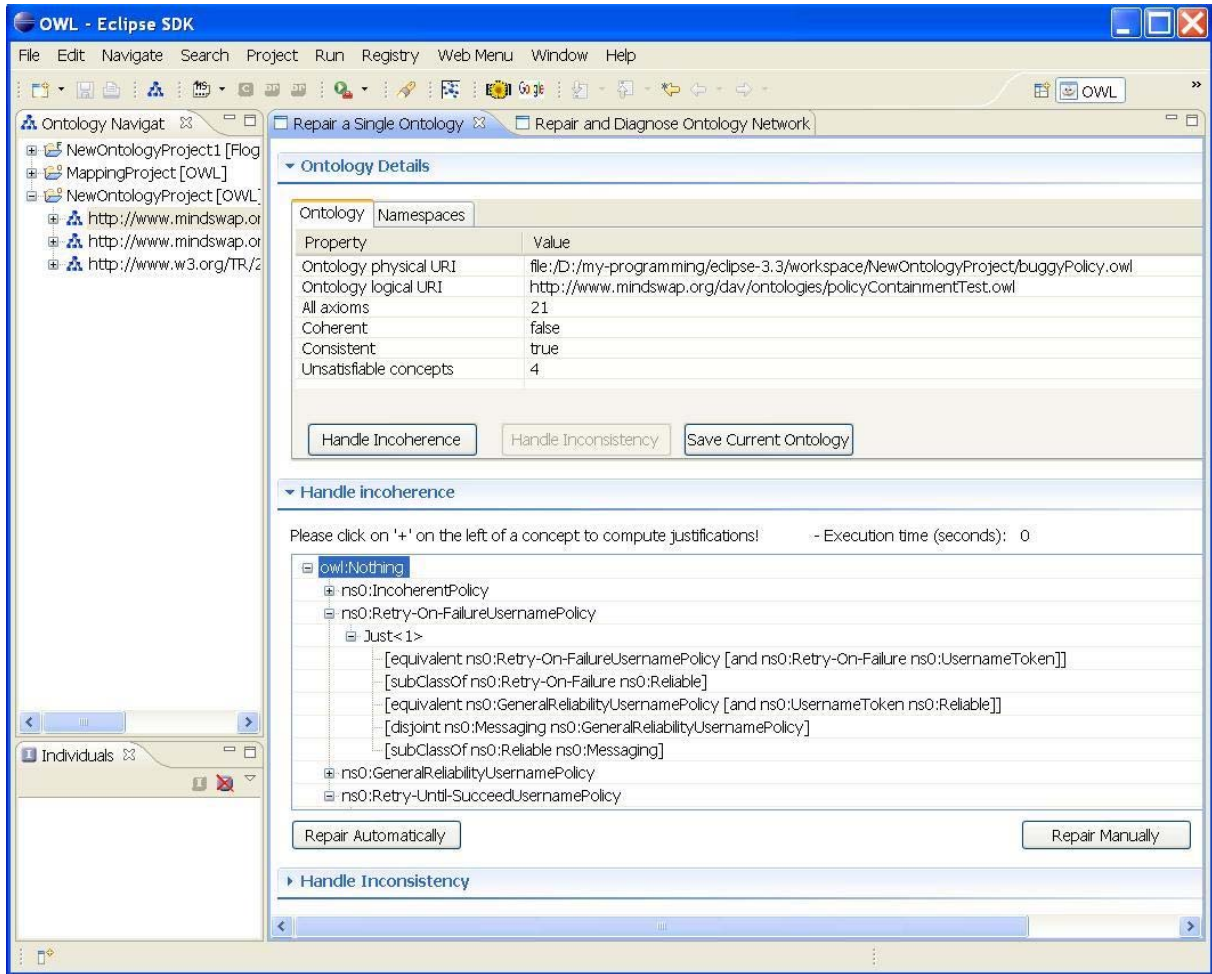 OWL - Eclipse SDK
File Edit Navigate Search Project Run Registry Web Menu Window Help
OWL
Ontology Navigat
Repair a Single Ontology
Repair and Diagnose Ontology Network
NewOntologyProject1 [Flog
MappingProject [OWL]
NewOntologyProject [OWL]
http://www.mindswap.or
http://www.mindswap.or
http://www.w3.org/TR/2
Ontology Details
Ontology Namespaces
Property Value
Ontology physical URI file:/D:/my-programming/eclipse-3.3/workspace/NewOntologyProject/buggyPolicy.owl
Ontology logical URI http://www.mindswap.org/dav/ontologies/policyContainmentTest.owl
All axioms 21
Coherent false
Consistent true
Unsatisfiable concepts 4
Handle Incoherence Handle Inconsistency Save Current Ontology
Handle incoherence
Please click on '+' on the left of a concept to compute justifications! - Execution time (seconds): 0
owl:Nothing
ns0:IncoherentPolicy
ns0:Retry-On-FailureUsernamePolicy
Just<1>
[equivalent ns0:Retry-On-FailureUsernamePolicy [and ns0:Retry-On-Failure ns0:UsernameToken]]
[subClassOf ns0:Retry-On-Failure ns0:Reliable]
[equivalent ns0:GeneralReliabilityUsernamePolicy [and ns0:UsernameToken ns0:Reliable]]
[disjoint ns0:Messaging ns0:GeneralReliabilityUsernamePolicy]
[subClassOf ns0:Reliable ns0:Messaging]
ns0:GeneralReliabilityUsernamePolicy
ns0:Retry-Until-SucceedUsernamePolicy
Individuals
Repair Automatically Repair Manually
Handle Inconsistency